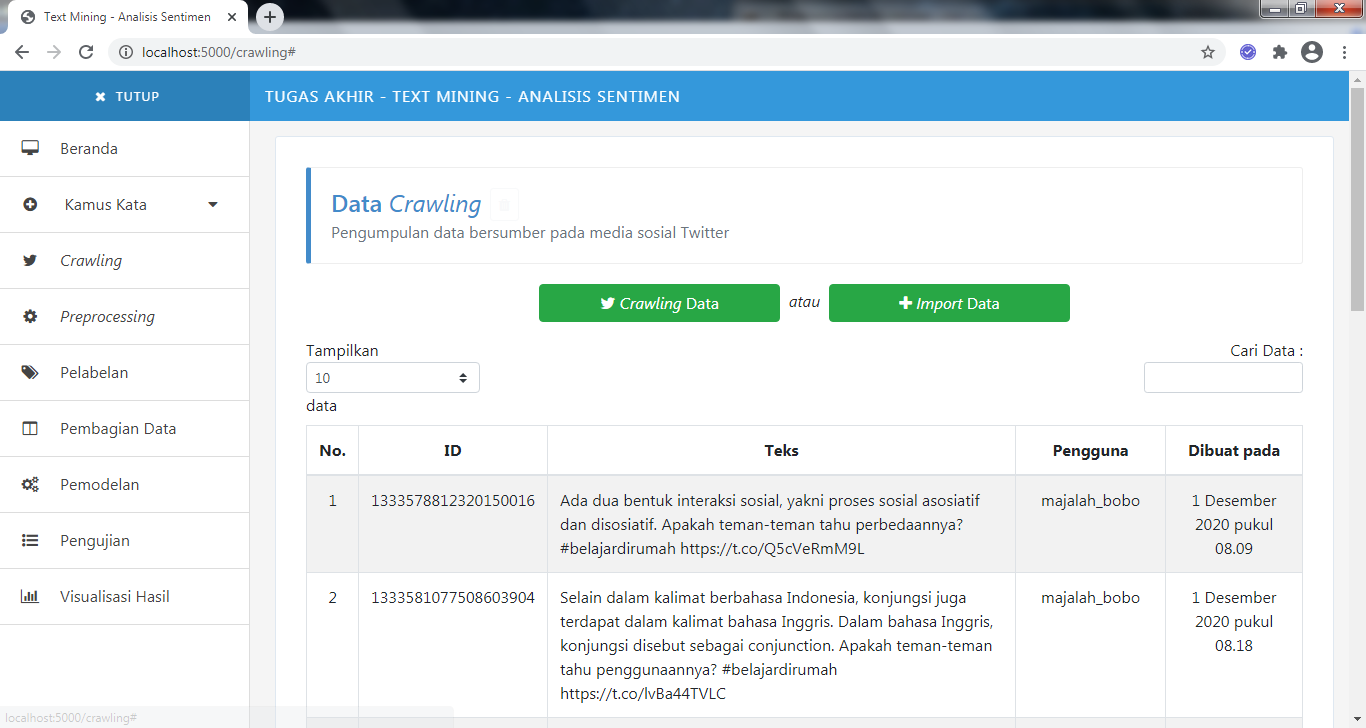 Text Mining - Analisis Sentimen
localhost:5000/crawling#
TUTUP
TUGAS AKHIR - TEXT MINING - ANALISIS SENTIMEN
Beranda
Kamus Kata
Crawling
Preprocessing
Pelabelan
Pembagian Data
Pemodelan
Pengujian
Visualisasi Hasil
Data Crawling
Pengumpulan data bersumber pada media sosial Twitter
Crawling Data atau Import Data
Tampilkan
10
data
Cari Data :
No. ID Teks Pengguna Dibuat pada
1 1333578812320150016 Ada dua bentuk interaksi sosial, yakni proses sosial asosiatif majalah_bobo 1 Desember
dan disosiatif. Apakah teman-teman tahu perbedaannya? 2020 pukul
#belajardirumah https://t.co/Q5cVeRmM9L 08.09
2 1333581077508603904 Selain dalam kalimat berbahasa Indonesia, konjungsi juga majalah_bobo 1 Desember
terdapat dalam kalimat bahasa Inggris. Dalam bahasa Inggris, 2020 pukul
konjungsi disebut sebagai conjunction. Apakah teman-teman 08.18
tahu penggunaannya? #belajardirumah
https://t.co/lvBa44TVLC
localhost:5000/crawling#